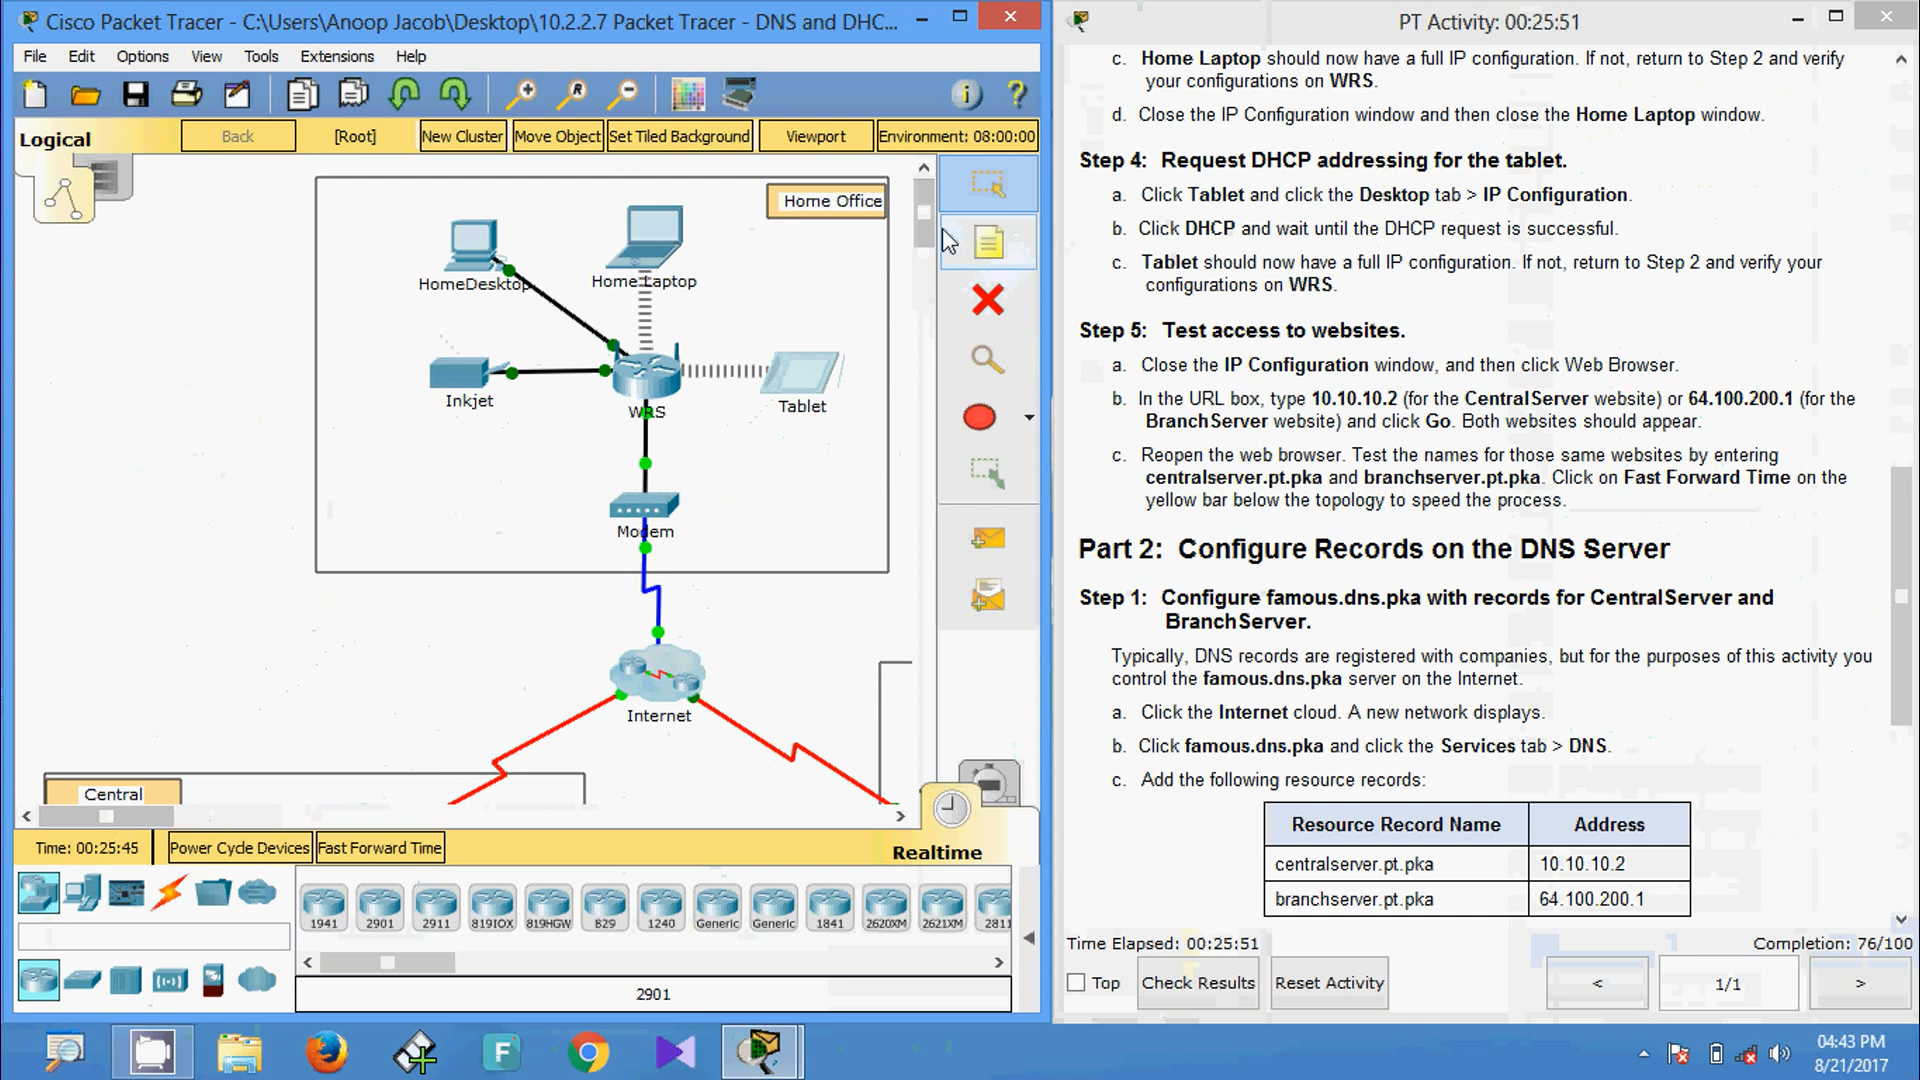 Cisco Packet Tracer - C:\Users\Anoop Jacob\Desktop\10.2.2.7 Packet Tracer - DNS and DHC...
File Edit Options View Tools Extensions Help
Logical
Back
[Root]
New Cluster
Move Object
Set Tiled Background
Viewport
Environment: 08:00:00
Home Office
HomeDesktop
Home Laptop
Inkjet
WRS
Tablet
Modem
Internet
Central
Time: 00:25:45
Power Cycle Devices
Fast Forward Time
Realtime
1941
2901
2911
819IOX
819HGW
829
1240
Generic
Generic
1841
2620XM
2621XM
2811
2901
PT Activity: 00:25:51
c. Home Laptop should now have a full IP configuration. If not, return to Step 2 and verify
your configurations on WRS.
d. Close the IP Configuration window and then close the Home Laptop window.
Step 4: Request DHCP addressing for the tablet.
a. Click Tablet and click the Desktop tab > IP Configuration.
b. Click DHCP and wait until the DHCP request is successful.
c. Tablet should now have a full IP configuration. If not, return to Step 2 and verify your
configurations on WRS.
Step 5: Test access to websites.
a. Close the IP Configuration window, and then click Web Browser.
b. In the URL box, type 10.10.10.2 (for the CentralServer website) or 64.100.200.1 (for the
BranchServer website) and click Go. Both websites should appear.
c. Reopen the web browser. Test the names for those same websites by entering
centralserver.pt.pka and branchserver.pt.pka. Click on Fast Forward Time on the
yellow bar below the topology to speed the process.
Part 2: Configure Records on the DNS Server
Step 1: Configure famous.dns.pka with records for CentralServer and
BranchServer.
Typically, DNS records are registered with companies, but for the purposes of this activity you
control the famous.dns.pka server on the Internet.
a. Click the Internet cloud. A new network displays.
b. Click famous.dns.pka and click the Services tab > DNS.
c. Add the following resource records:
Resource Record Name Address
centralserver.pt.pka 10.10.10.2
branchserver.pt.pka 64.100.200.1
Time Elapsed: 00:25:51
Completion: 76/100
Top
Check Results
Reset Activity
<
1/1
>
04:43 PM
8/21/2017